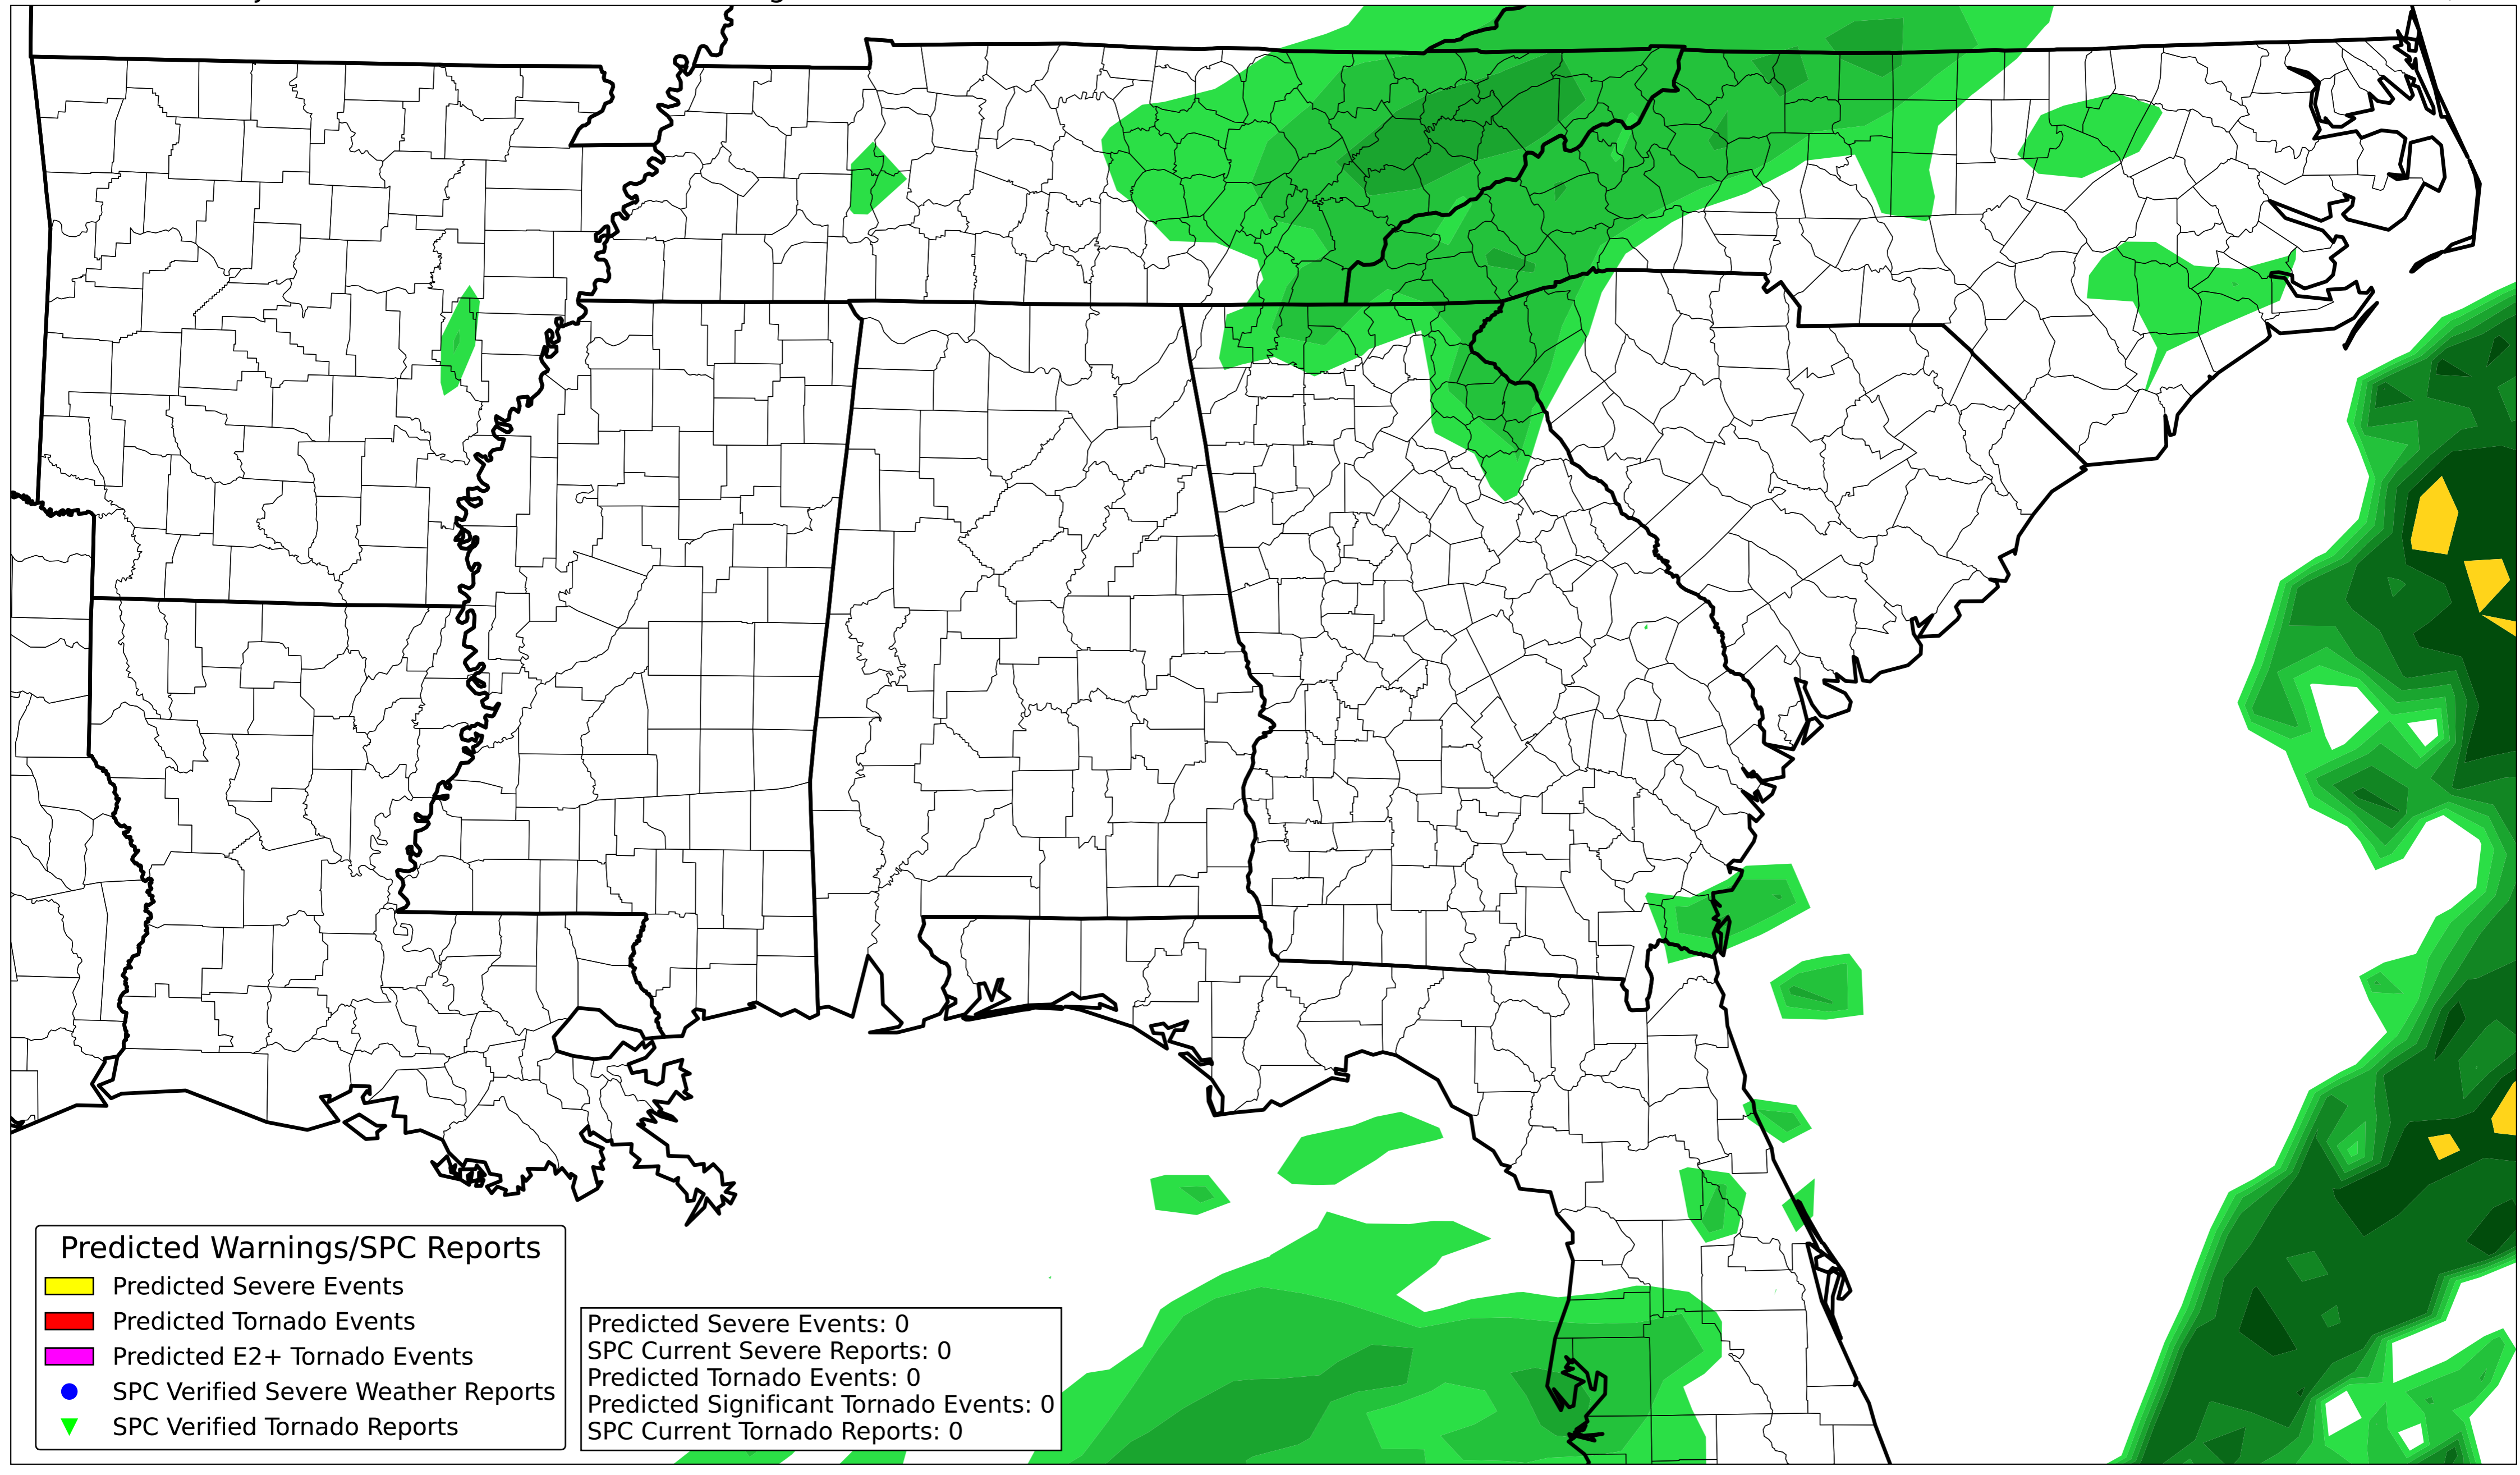 Predicted Warnings/SPC Reports
Predicted Severe Events
Predicted Tornado Events
Predicted E2+ Tornado Events
SPC Verified Severe Weather Reports
SPC Verified Tornado Reports
Predicted Severe Events: 0
SPC Current Severe Reports: 0
Predicted Tornado Events: 0
Predicted Significant Tornado Events: 0
SPC Current Tornado Reports: 0